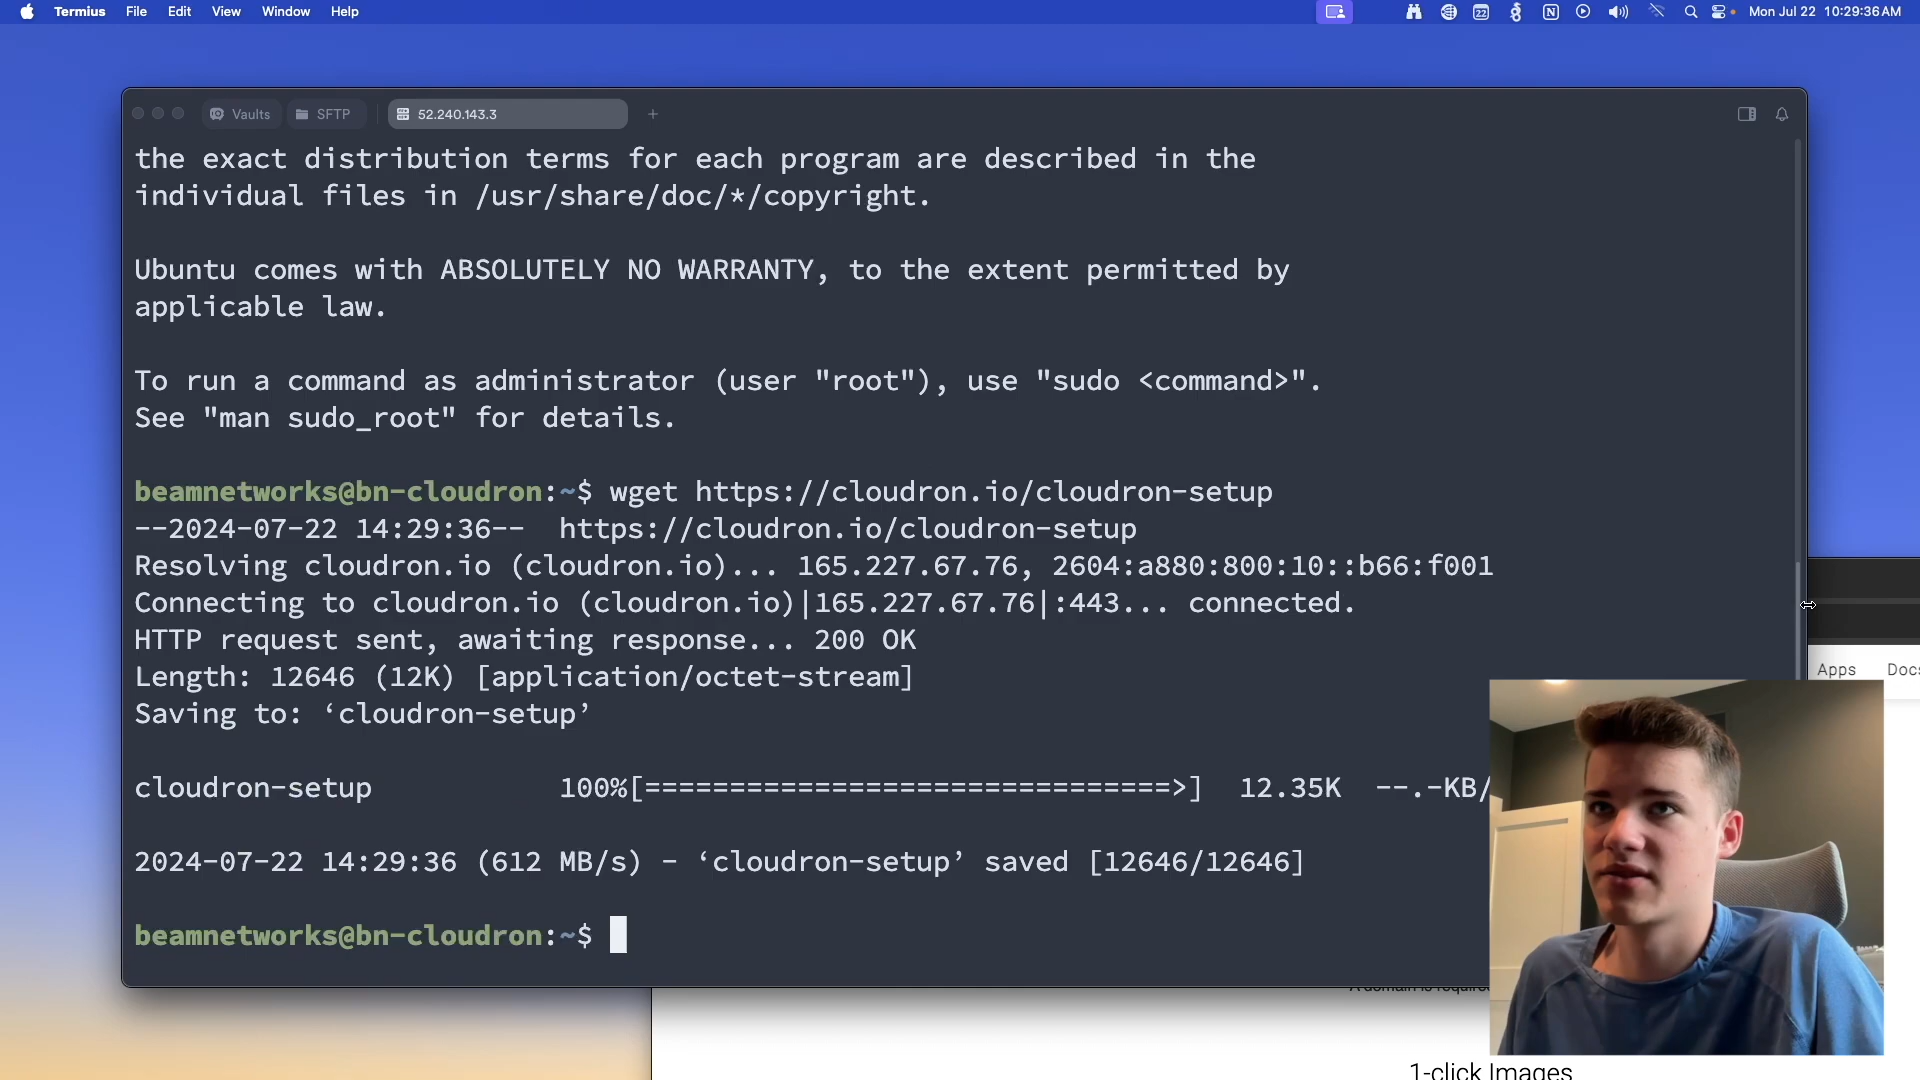 Termius File Edit View Window Help
22 Mon Jul 22 10:29:36 AM
Vaults SFTP 52.240.143.3 +
the exact distribution terms for each program are described in the
individual files in /usr/share/doc/*/copyright.
Ubuntu comes with ABSOLUTELY NO WARRANTY, to the extent permitted by
applicable law.
To run a command as administrator (user "root"), use "sudo <command>".
See "man sudo_root" for details.
beamnetworks@bn-cloudron:~$ wget https://cloudron.io/cloudron-setup
--2024-07-22 14:29:36--  https://cloudron.io/cloudron-setup
Resolving cloudron.io (cloudron.io)... 165.227.67.76, 2604:a880:800:10::b66:f001
Connecting to cloudron.io (cloudron.io)|165.227.67.76|:443... connected.
HTTP request sent, awaiting response... 200 OK
Length: 12646 (12K) [application/octet-stream]
Saving to: ‘cloudron-setup’
Apps Docs
cloudron-setup 100%[===============================>] 12.35K --.-KB/
2024-07-22 14:29:36 (612 MB/s) - ‘cloudron-setup’ saved [12646/12646]
beamnetworks@bn-cloudron:~$
1-click Images